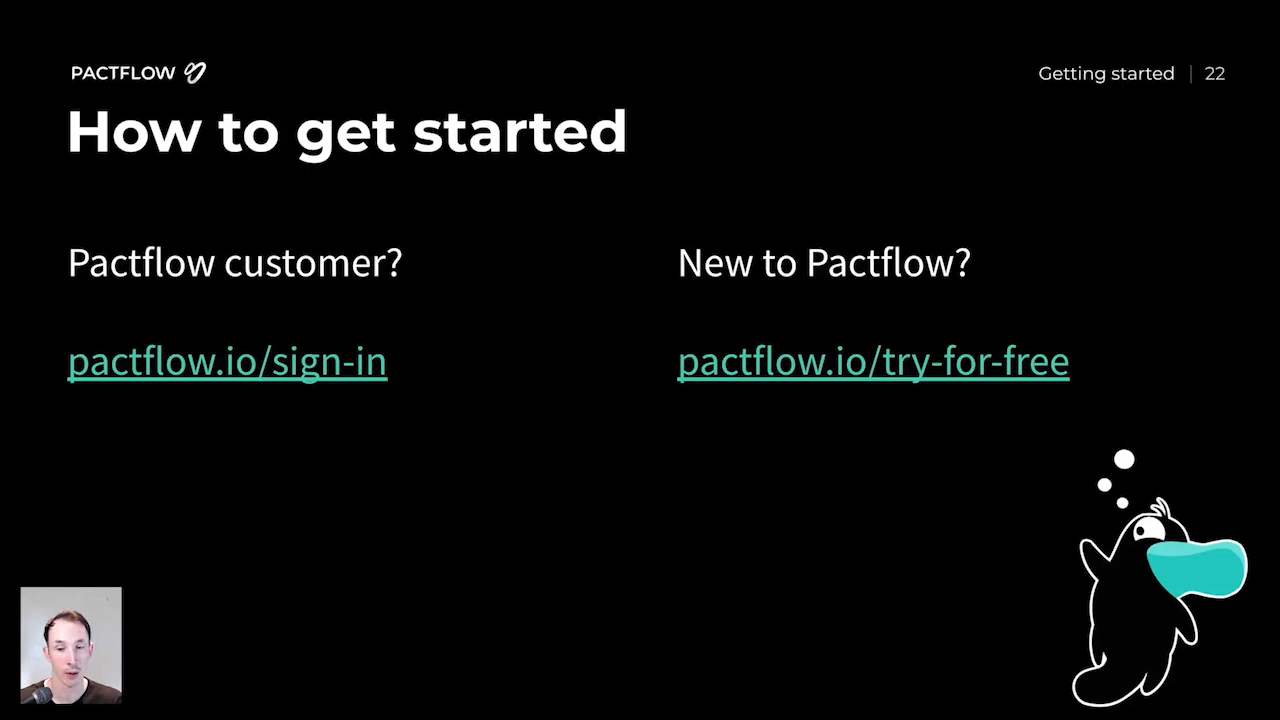 PACTFLOW
Getting started | 22
How to get started
Pactflow customer?
New to Pactflow?
pactflow.io/sign-in
pactflow.io/try-for-free